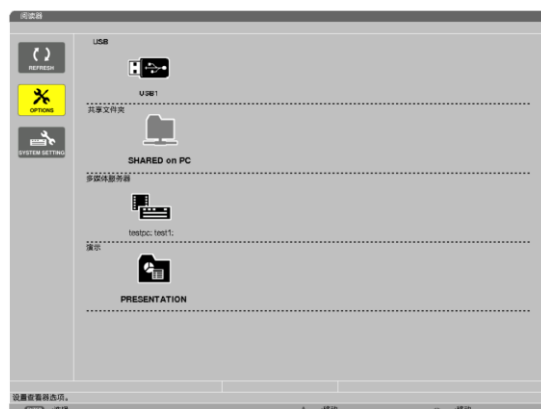 阅读器
USB
REFRESH
USB1
OPTIONS
共享文件夹
SYSTEM SETTING
SHARED on PC
多媒体服务器
testpc: test1:
演示
PRESENTATION
设置查看器选项。